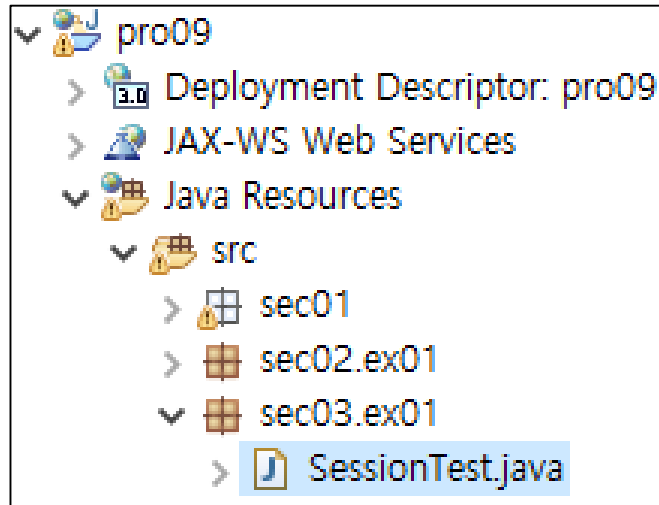 pro09
3.0 Deployment Descriptor: pro09
JAX-WS Web Services
Java Resources
src
sec01
sec02.ex01
sec03.ex01
J SessionTest.java